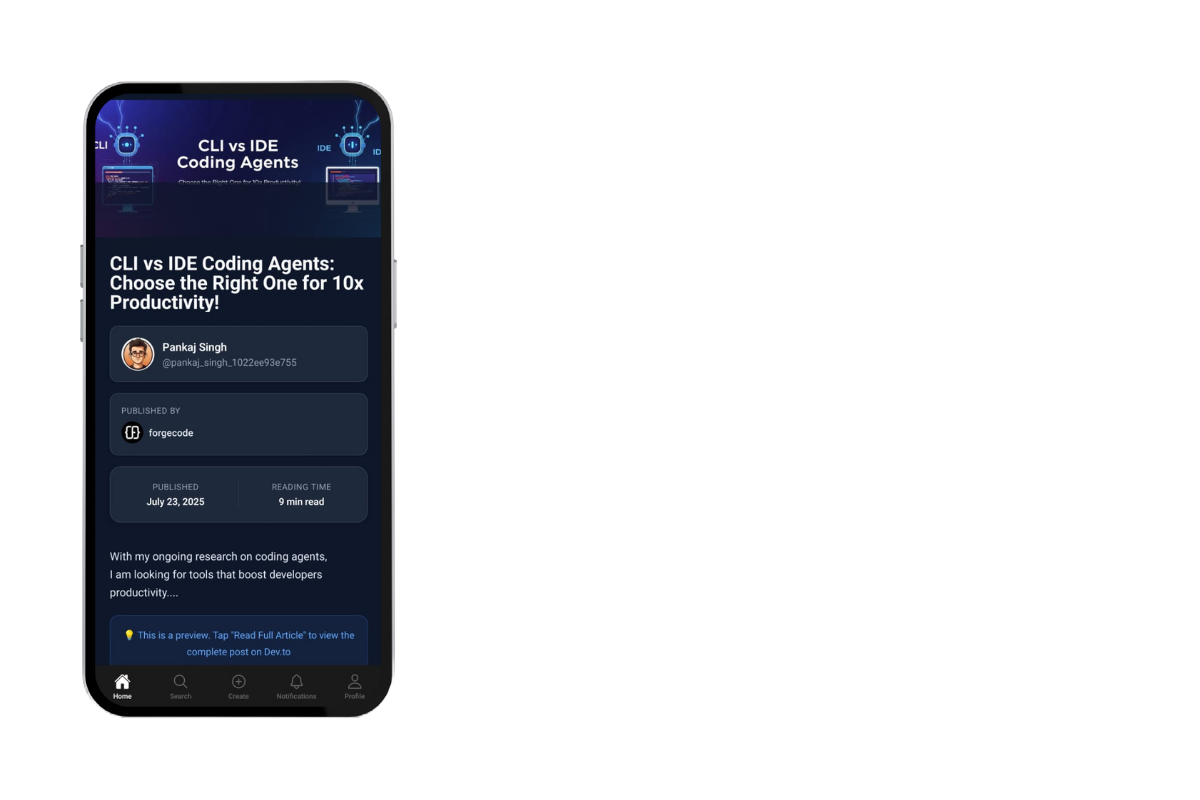 CLI
CLI vs IDE
Coding Agents
Choose the Right One for 10x Productivity!
IDE
ID
CLI vs IDE Coding Agents:
Choose the Right One for 10x
Productivity!
Pankaj Singh
@pankaj_singh_1022ee93e755
PUBLISHED BY
forgecode
PUBLISHED
READING TIME
July 23, 2025
9 min read
With my ongoing research on coding agents,
I am looking for tools that boost developers
productivity....
💡 This is a preview. Tap "Read Full Article" to view the
complete post on Dev.to
Home
Search
Create
Notifications
Profile